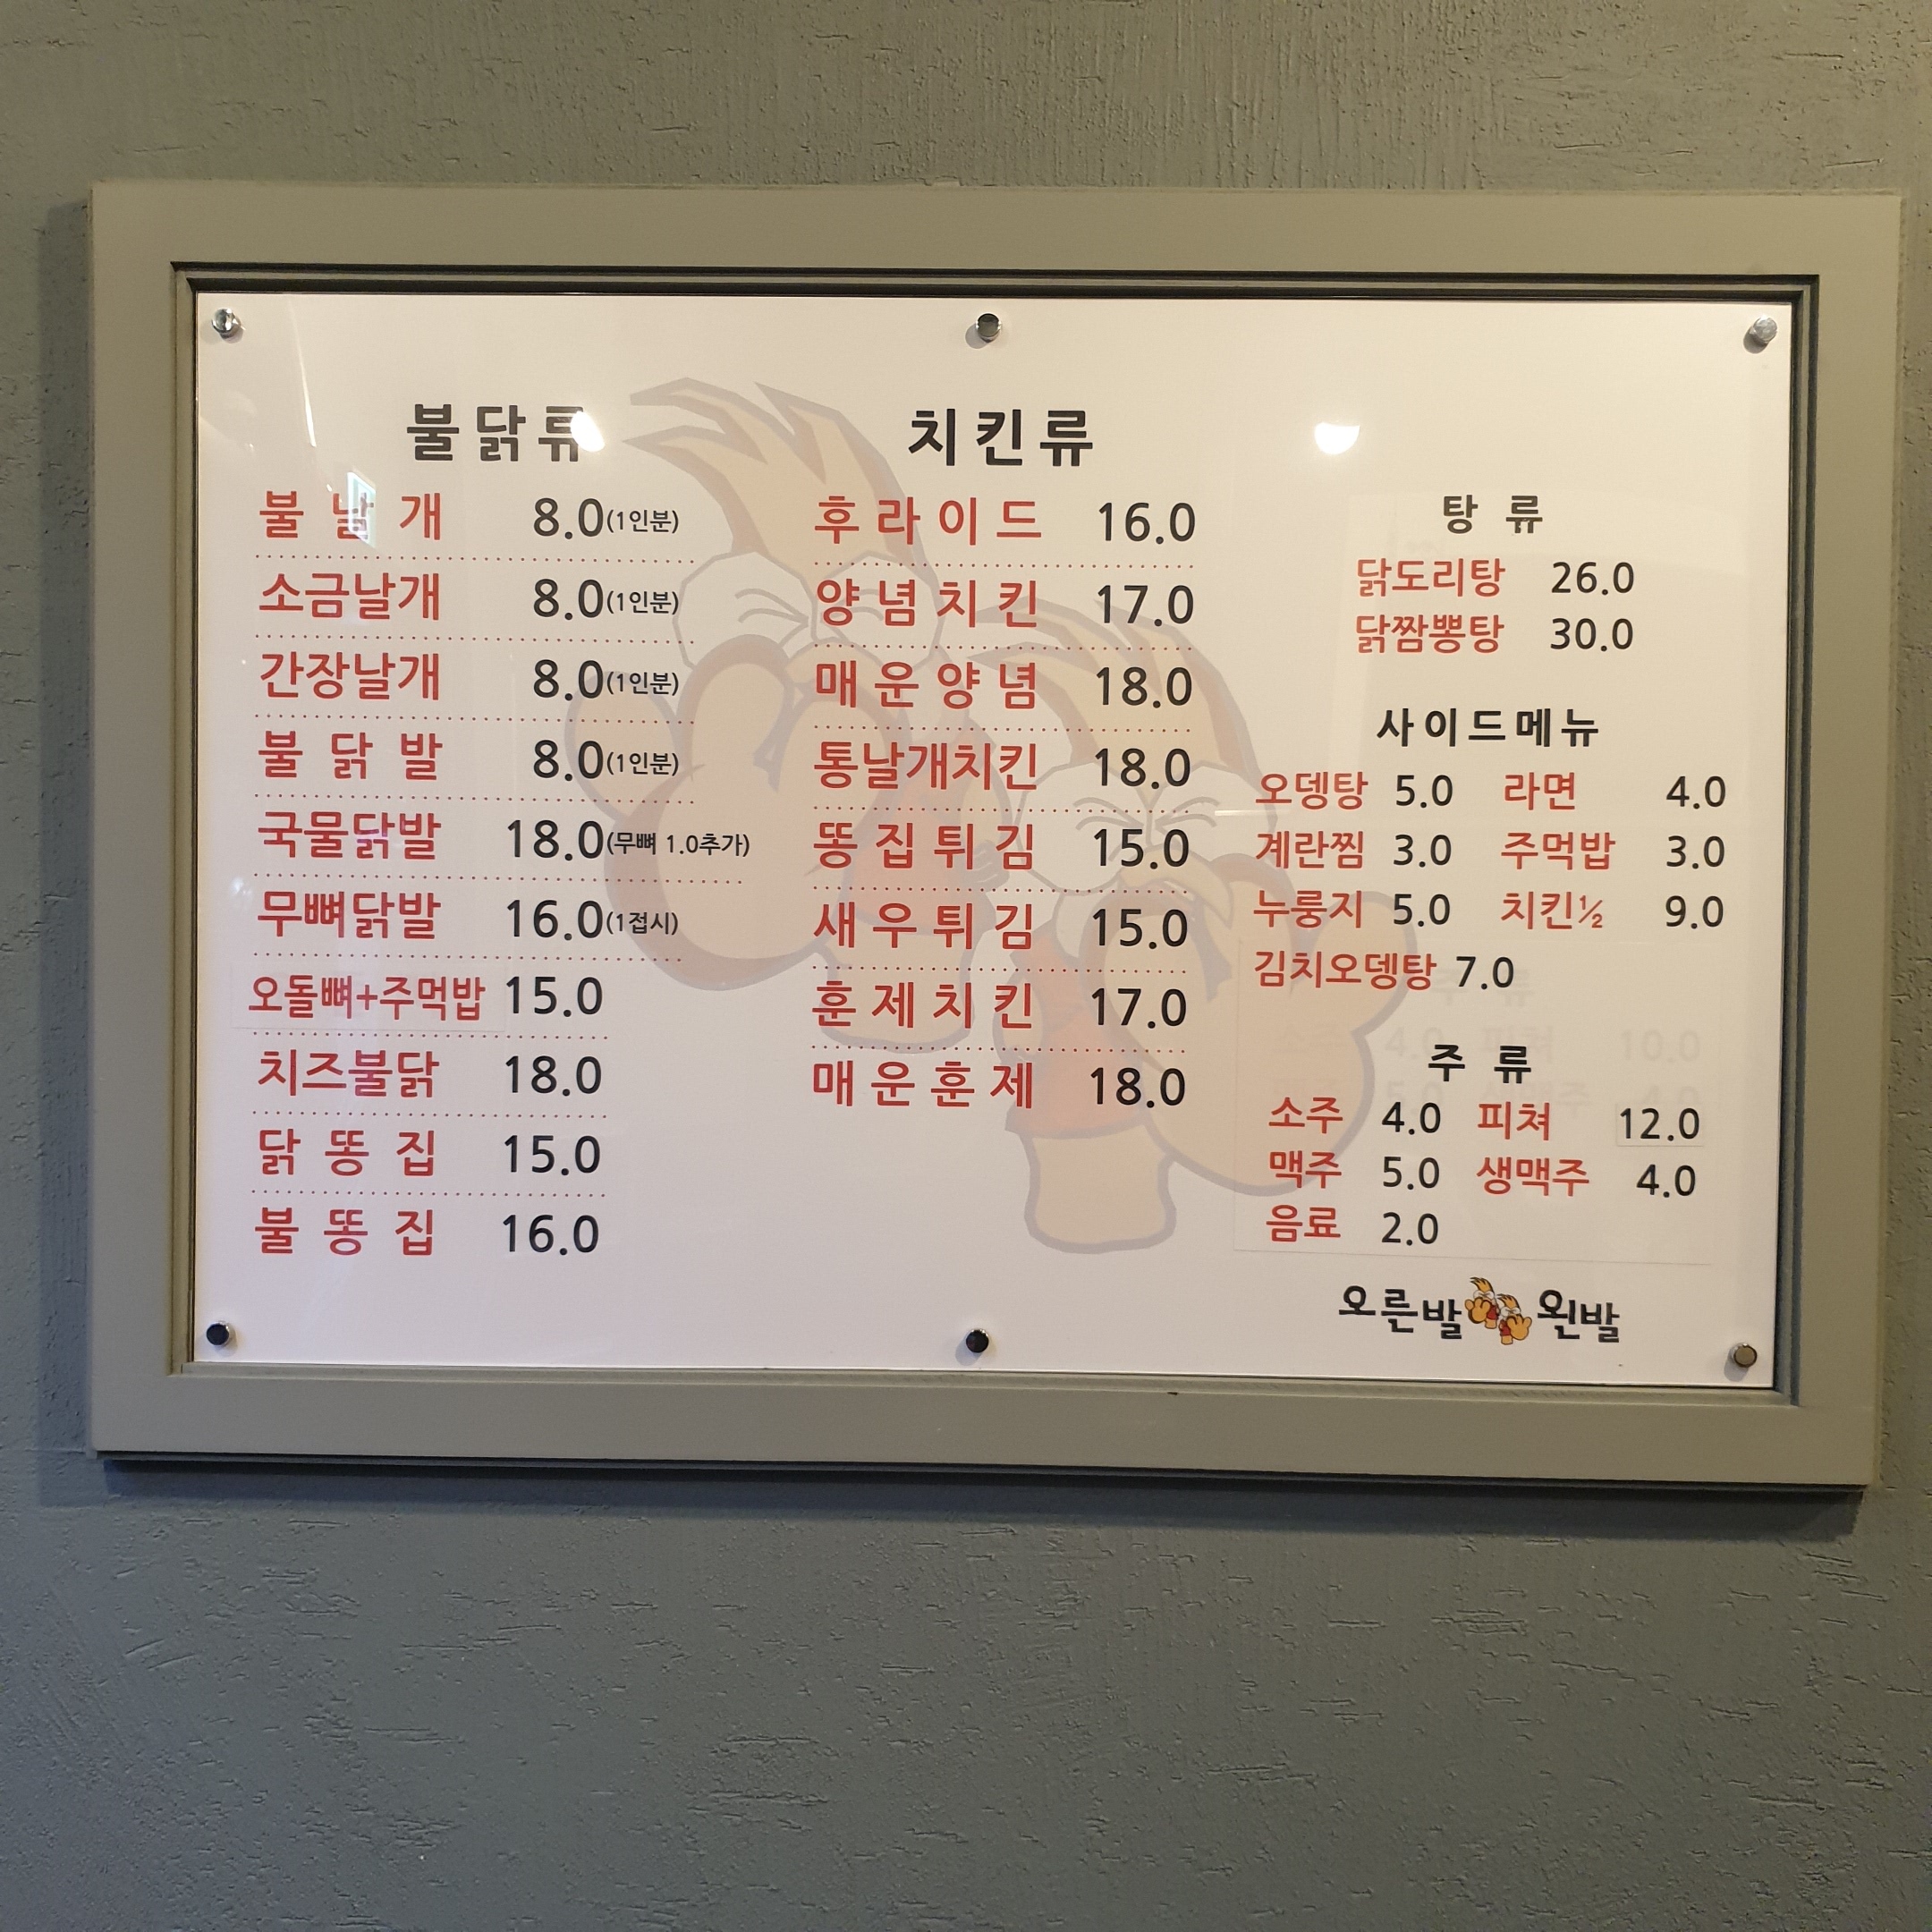 불닭류
불날개 8.0(1인분)
소금날개 8.0(1인분)
간장날개 8.0(1인분)
불닭발 8.0(1인분)
국물닭발 18.0(무뼈 1.0추가)
무뼈닭발 16.0(1접시)
오돌뼈+주먹밥 15.0
치즈불닭 18.0
닭똥집 15.0
불똥집 16.0
치킨류
후라이드 16.0
양념치킨 17.0
매운양념 18.0
통날개치킨 18.0
똥집튀김 15.0
새우튀김 15.0
훈제치킨 17.0
매운훈제 18.0
탕류
닭도리탕 26.0
닭짬뽕탕 30.0
사이드메뉴
오뎅탕 5.0 라면 4.0
계란찜 3.0 주먹밥 3.0
누룽지 5.0 치킨½ 9.0
김치오뎅탕 7.0
주류
소주 4.0 피쳐 12.0
맥주 5.0 생맥주 4.0
음료 2.0
오른발 왼발